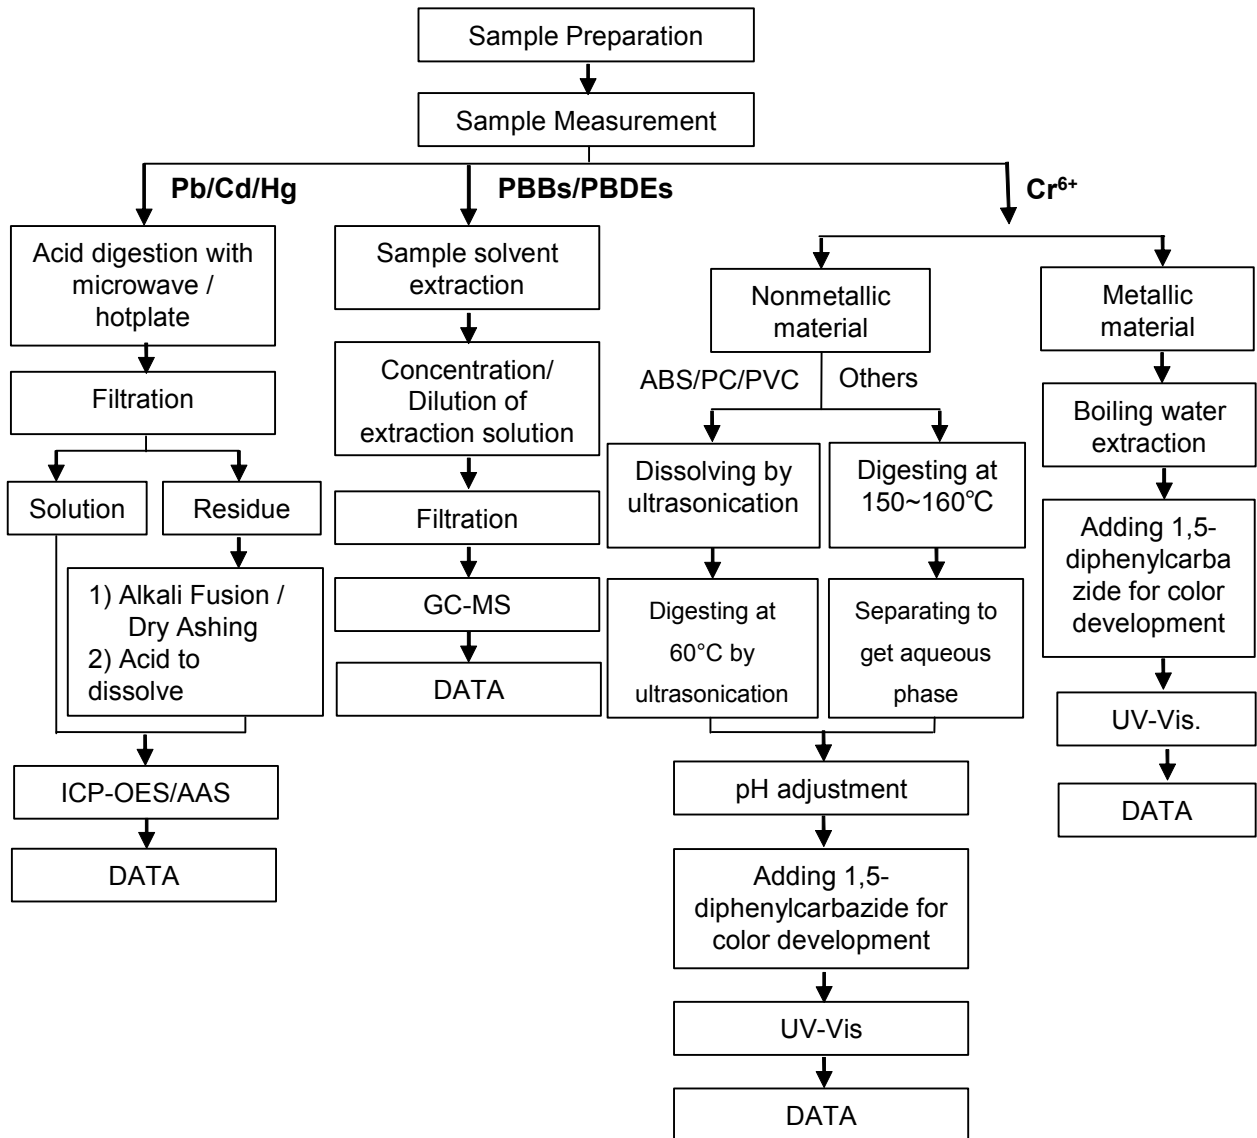 Sample Preparation
Sample Measurement
Pb/Cd/Hg
PBBs/PBDEs
Cr⁶⁺
Acid digestion with
microwave /
hotplate
Filtration
Solution
Residue
1) Alkali Fusion /
Dry Ashing
2) Acid to
dissolve
ICP-OES/AAS
DATA
Sample solvent
extraction
Concentration/
Dilution of
extraction solution
Filtration
GC-MS
DATA
Nonmetallic
material
ABS/PC/PVC
Others
Dissolving by
ultrasonication
Digesting at
60°C by
ultrasonication
Digesting at
150~160℃
Separating to
get aqueous
phase
pH adjustment
Adding 1,5-
diphenylcarbazide for
color development
UV-Vis
DATA
Metallic
material
Boiling water
extraction
Adding 1,5-
diphenylcarba
zide for color
development
UV-Vis.
DATA